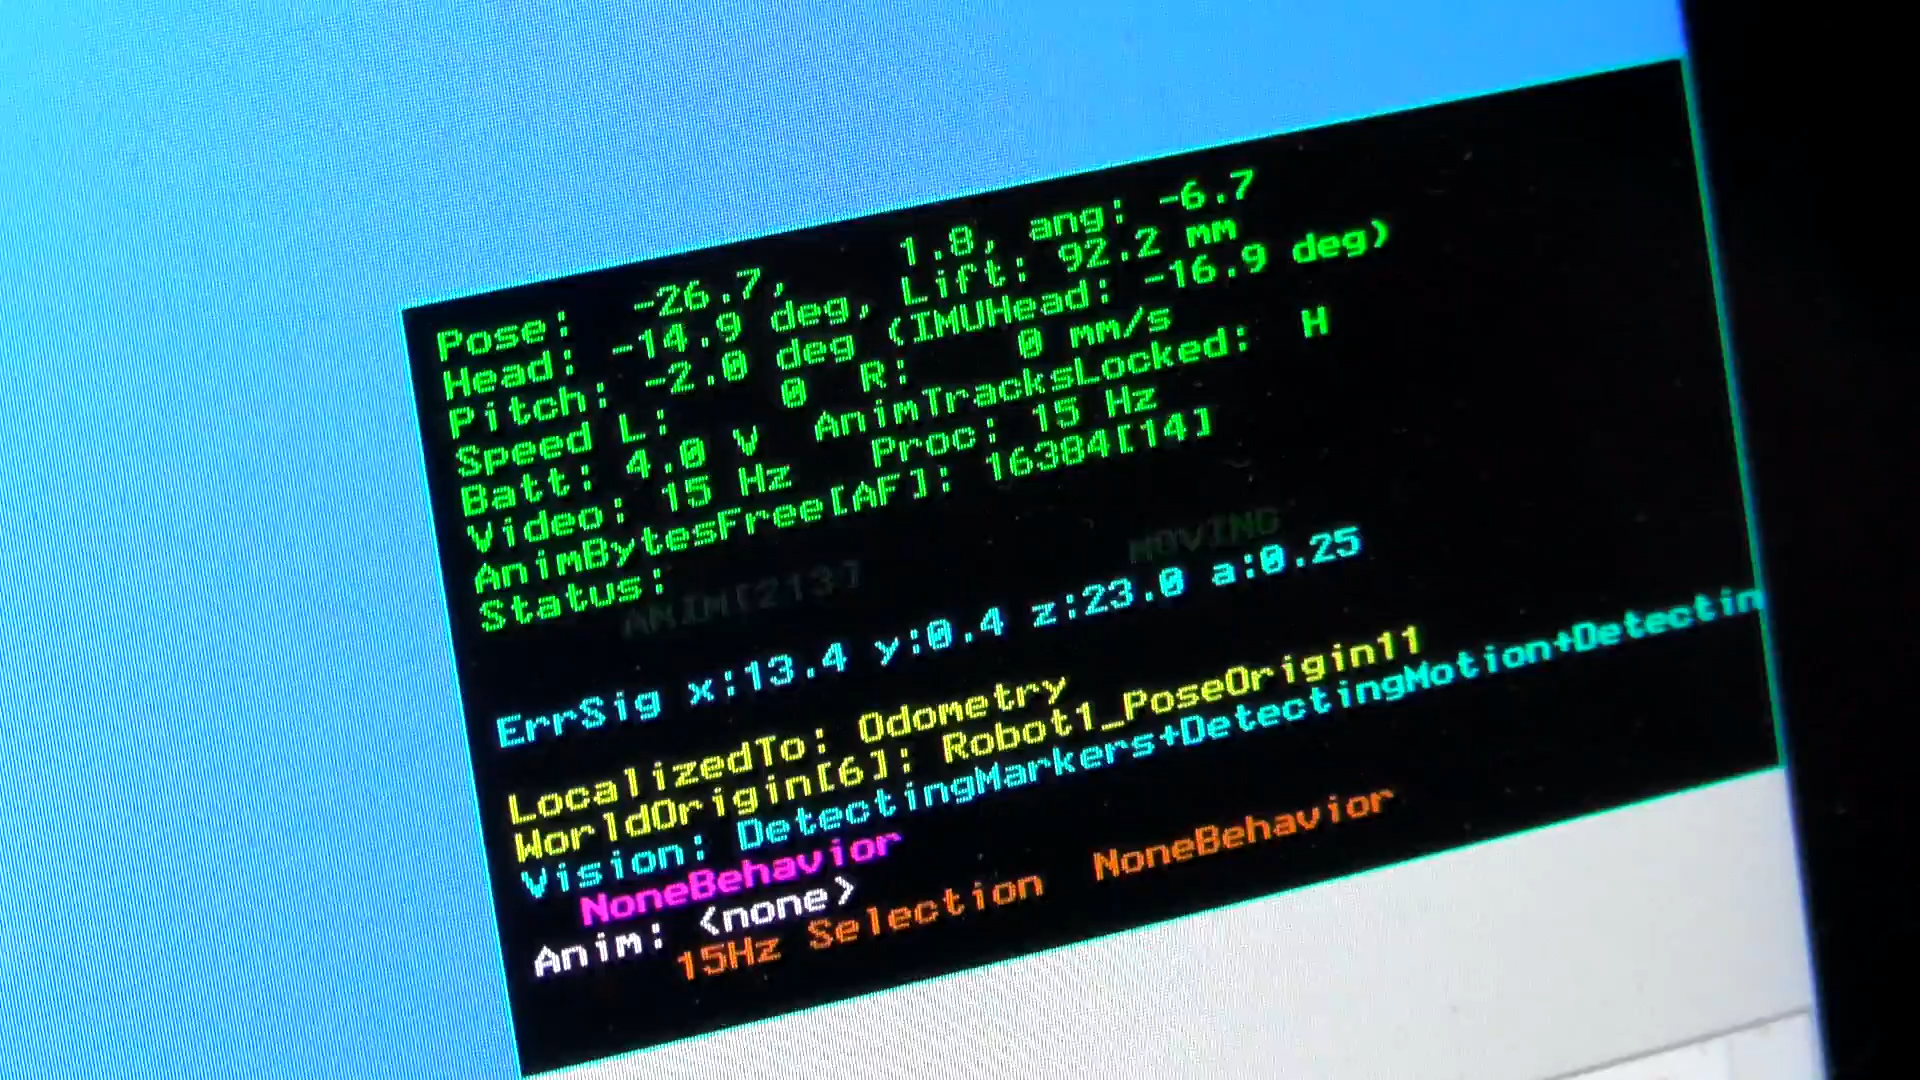 Pose: -26.7, 1.8, ang: -6.7
Head: -14.9 deg, Lift: 92.2 mm
Pitch: -2.0 deg (IMUHead: -16.9 deg)
Speed L: 0 R: 0 mm/s
Batt: 4.0 V AnimTracksLocked: H
Video: 15 Hz Proc: 15 Hz
AnimBytesFree[AF]: 16384[14]
Status: ANIM[213] MOVING
ErrSig x:13.4 y:0.4 z:23.0 a:0.25
LocalizedTo: Odometry
WorldOrigin[6]: Robot1_PoseOrigin11
Vision: DetectingMarkers+DetectingMotion+Detectin
NoneBehavior
Anim: <none>
15Hz Selection NoneBehavior